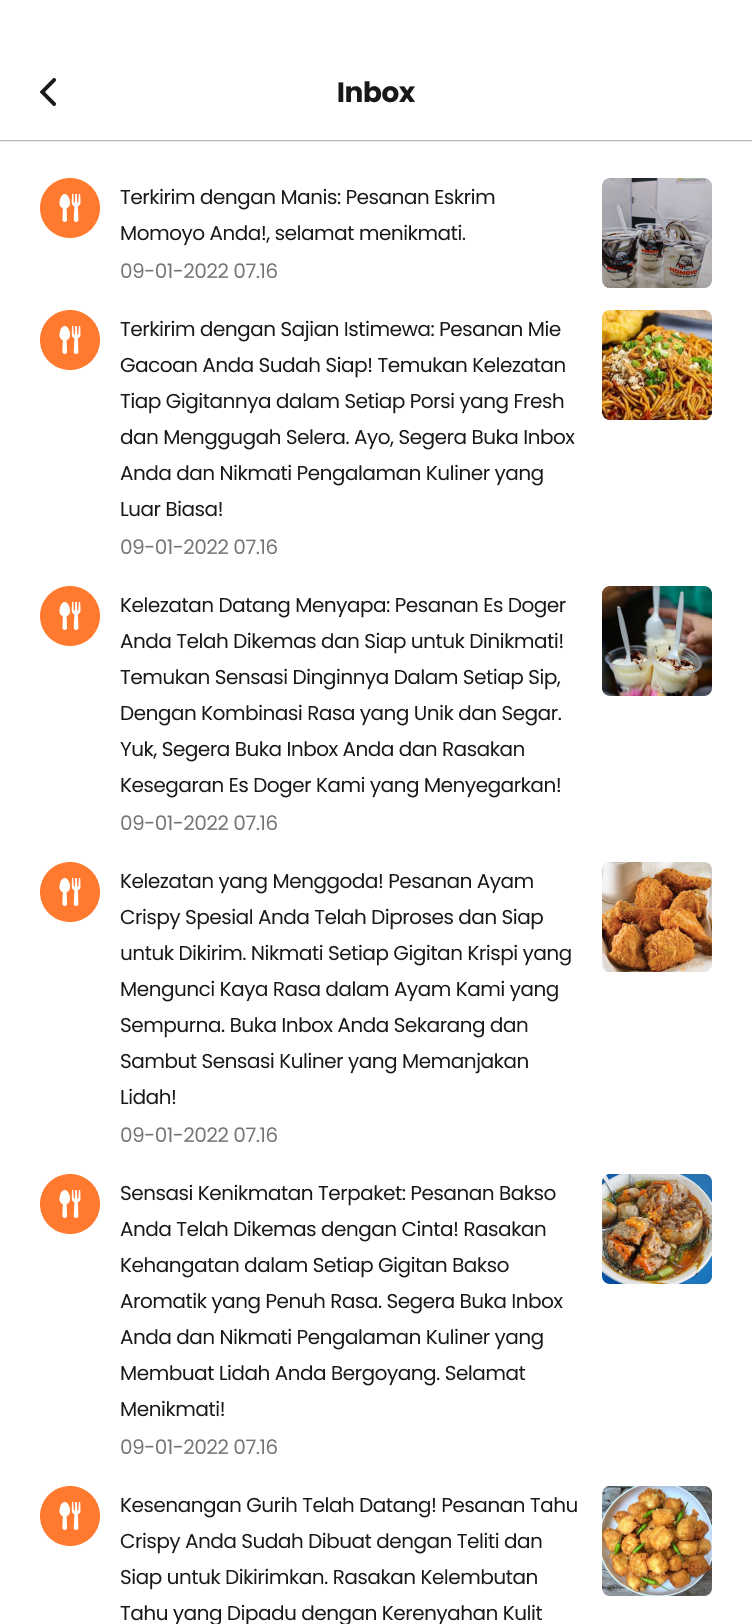 Inbox
Terkirim dengan Manis: Pesanan Eskrim
Momoyo Anda!, selamat menikmati.
09-01-2022 07.16
MOMOYO
Terkirim dengan Sajian Istimewa: Pesanan Mie
Gacoan Anda Sudah Siap! Temukan Kelezatan
Tiap Gigitannya dalam Setiap Porsi yang Fresh
dan Menggugah Selera. Ayo, Segera Buka Inbox
Anda dan Nikmati Pengalaman Kuliner yang
Luar Biasa!
09-01-2022 07.16
Kelezatan Datang Menyapa: Pesanan Es Doger
Anda Telah Dikemas dan Siap untuk Dinikmati!
Temukan Sensasi Dinginnya Dalam Setiap Sip,
Dengan Kombinasi Rasa yang Unik dan Segar.
Yuk, Segera Buka Inbox Anda dan Rasakan
Kesegaran Es Doger Kami yang Menyegarkan!
09-01-2022 07.16
Kelezatan yang Menggoda! Pesanan Ayam
Crispy Spesial Anda Telah Diproses dan Siap
untuk Dikirim. Nikmati Setiap Gigitan Krispi yang
Mengunci Kaya Rasa dalam Ayam Kami yang
Sempurna. Buka Inbox Anda Sekarang dan
Sambut Sensasi Kuliner yang Memanjakan
Lidah!
09-01-2022 07.16
Sensasi Kenikmatan Terpaket: Pesanan Bakso
Anda Telah Dikemas dengan Cinta! Rasakan
Kehangatan dalam Setiap Gigitan Bakso
Aromatik yang Penuh Rasa. Segera Buka Inbox
Anda dan Nikmati Pengalaman Kuliner yang
Membuat Lidah Anda Bergoyang. Selamat
Menikmati!
09-01-2022 07.16
Kesenangan Gurih Telah Datang! Pesanan Tahu
Crispy Anda Sudah Dibuat dengan Teliti dan
Siap untuk Dikirimkan. Rasakan Kelembutan
Tahu yang Dipadu dengan Kerenyahan Kulit